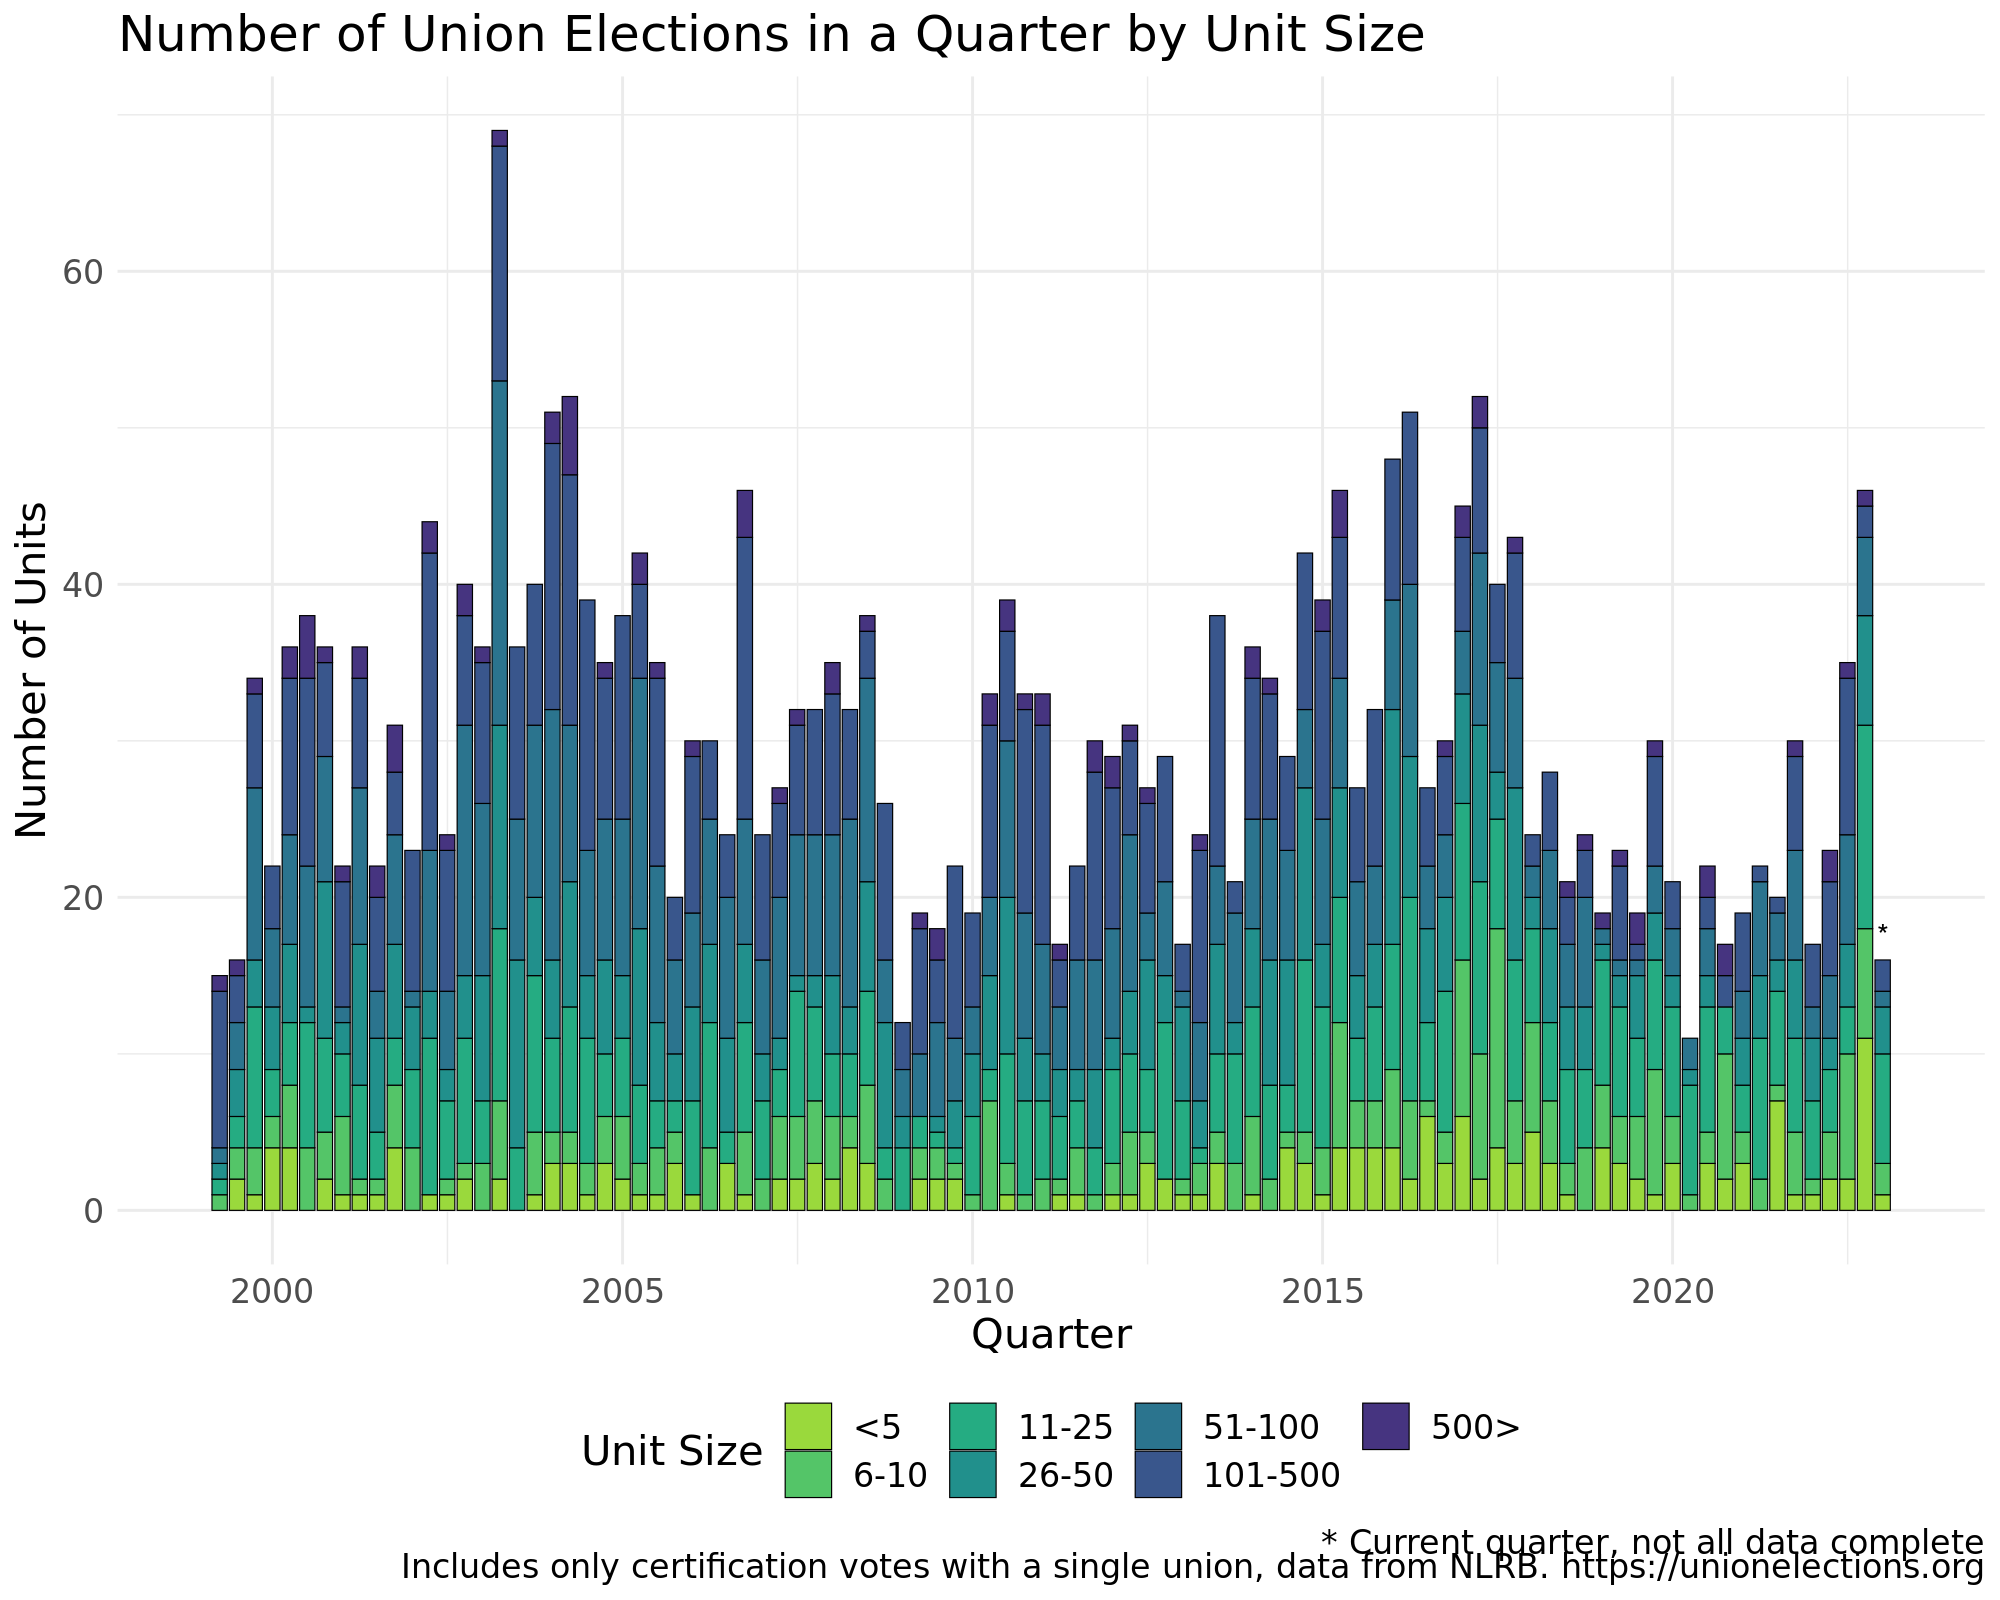 Number of Union Elections in a Quarter by Unit Size
Number of Units
60
40
20
0
*
2000 2005 2010 2015 2020
Quarter
Unit Size
<5 11-25 51-100 500>
6-10 26-50 101-500
* Current quarter, not all data complete
Includes only certification votes with a single union, data from NLRB. https://unionelections.org